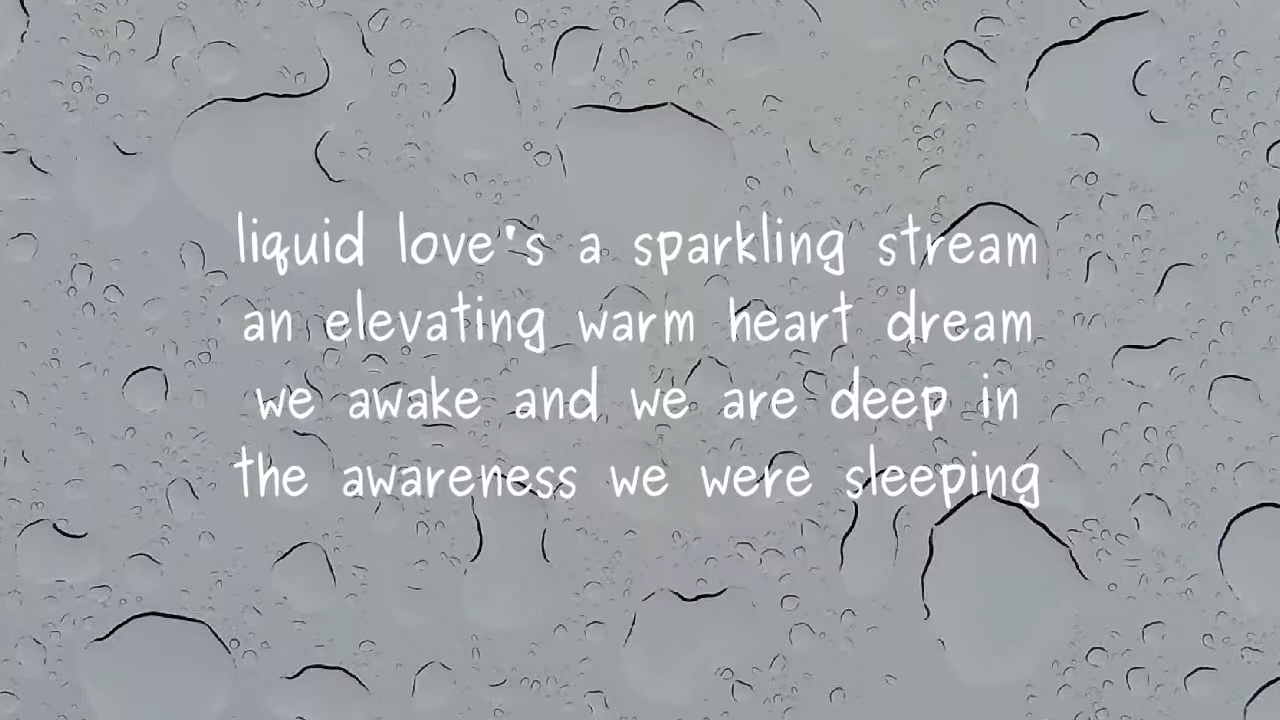 liquid love's a sparkling stream
an elevating warm heart dream
we awake and we are deep in
the awareness we were sleeping